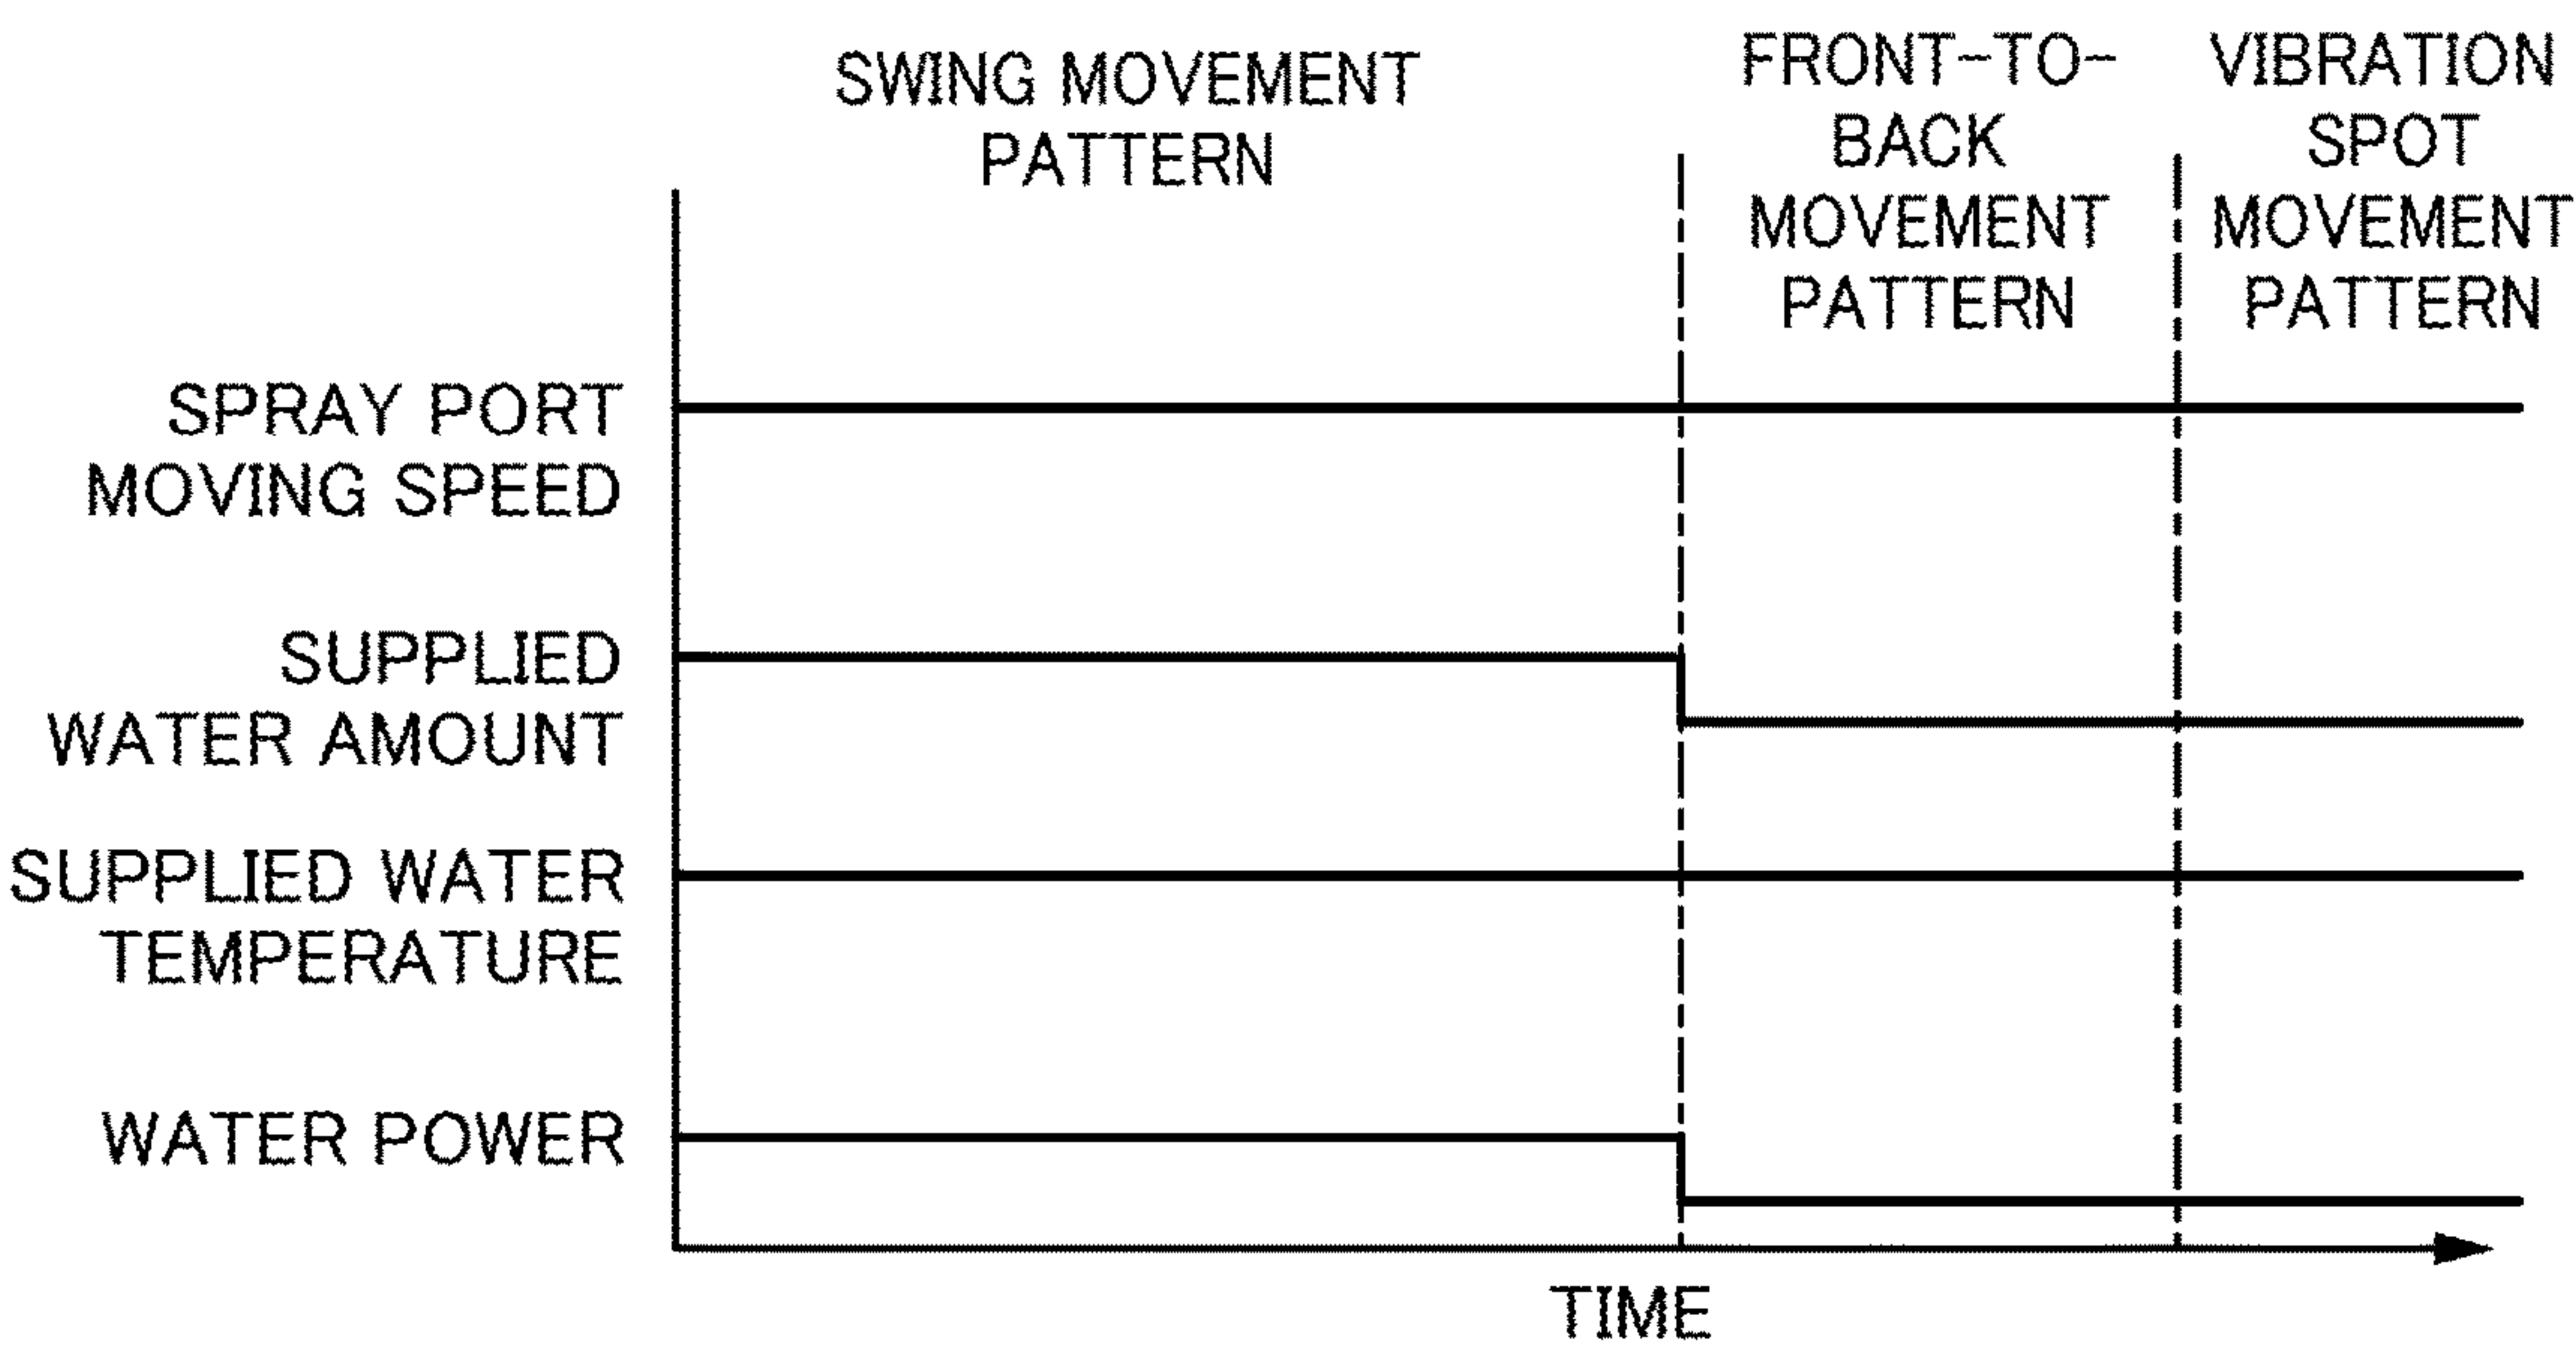 SWING MOVEMENT
PATTERN
FRONT-TO-
BACK
MOVEMENT
PATTERN
VIBRATION
SPOT
MOVEMENT
PATTERN
SPRAY PORT
MOVING SPEED
SUPPLIED
WATER AMOUNT
SUPPLIED WATER
TEMPERATURE
WATER POWER
TIME